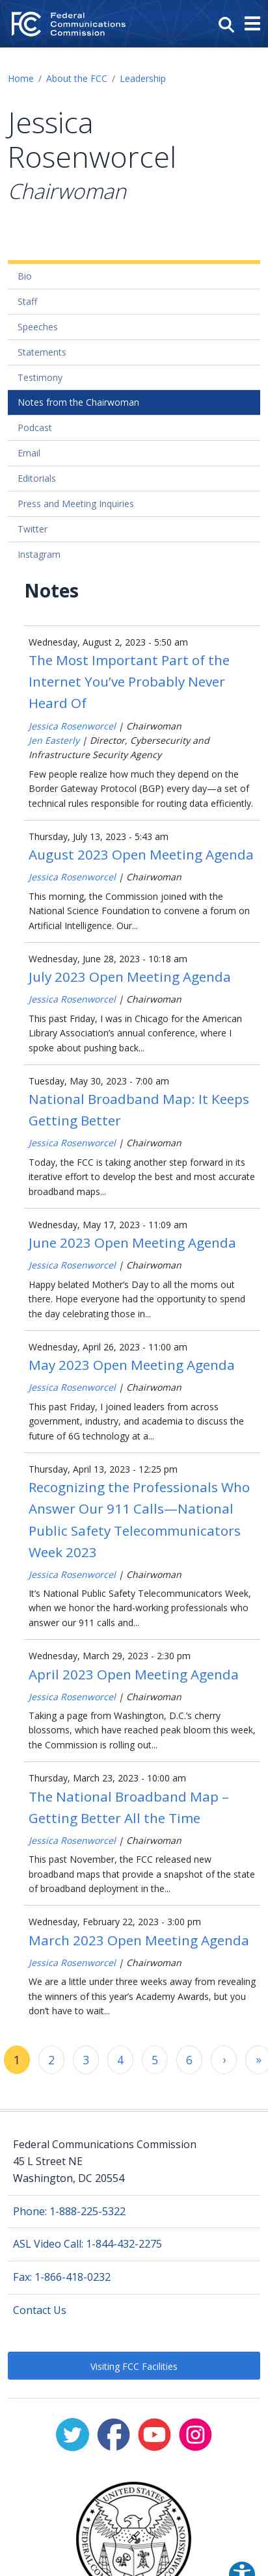 Federal
Communications
Commission
Home / About the FCC / Leadership
Jessica
Rosenworcel
Chairwoman
Bio
Staff
Speeches
Statements
Testimony
Notes from the Chairwoman
Podcast
Email
Editorials
Press and Meeting Inquiries
Twitter
Instagram
Notes
Wednesday, August 2, 2023 - 5:50 am
The Most Important Part of the
Internet You’ve Probably Never
Heard Of
Jessica Rosenworcel | Chairwoman
Jen Easterly | Director, Cybersecurity and
Infrastructure Security Agency
Few people realize how much they depend on the
Border Gateway Protocol (BGP) every day—a set of
technical rules responsible for routing data efficiently.
Thursday, July 13, 2023 - 5:43 am
August 2023 Open Meeting Agenda
Jessica Rosenworcel | Chairwoman
This morning, the Commission joined with the
National Science Foundation to convene a forum on
Artificial Intelligence. Our...
Wednesday, June 28, 2023 - 10:18 am
July 2023 Open Meeting Agenda
Jessica Rosenworcel | Chairwoman
This past Friday, I was in Chicago for the American
Library Association’s annual conference, where I
spoke about pushing back...
Tuesday, May 30, 2023 - 7:00 am
National Broadband Map: It Keeps
Getting Better
Jessica Rosenworcel | Chairwoman
Today, the FCC is taking another step forward in its
iterative effort to develop the best and most accurate
broadband maps...
Wednesday, May 17, 2023 - 11:09 am
June 2023 Open Meeting Agenda
Jessica Rosenworcel | Chairwoman
Happy belated Mother’s Day to all the moms out
there. Hope everyone had the opportunity to spend
the day celebrating those in...
Wednesday, April 26, 2023 - 11:00 am
May 2023 Open Meeting Agenda
Jessica Rosenworcel | Chairwoman
This past Friday, I joined leaders from across
government, industry, and academia to discuss the
future of 6G technology at a...
Thursday, April 13, 2023 - 12:25 pm
Recognizing the Professionals Who
Answer Our 911 Calls—National
Public Safety Telecommunicators
Week 2023
Jessica Rosenworcel | Chairwoman
It’s National Public Safety Telecommunicators Week,
when we honor the hard-working professionals who
answer our 911 calls and...
Wednesday, March 29, 2023 - 2:30 pm
April 2023 Open Meeting Agenda
Jessica Rosenworcel | Chairwoman
Taking a page from Washington, D.C.’s cherry
blossoms, which have reached peak bloom this week,
the Commission is rolling out...
Thursday, March 23, 2023 - 10:00 am
The National Broadband Map –
Getting Better All the Time
Jessica Rosenworcel | Chairwoman
This past November, the FCC released new
broadband maps that provide a snapshot of the state
of broadband deployment in the...
Wednesday, February 22, 2023 - 3:00 pm
March 2023 Open Meeting Agenda
Jessica Rosenworcel | Chairwoman
We are a little under three weeks away from revealing
the winners of this year’s Academy Awards, but you
don’t have to wait...
1 2 3 4 5 6 › »
Federal Communications Commission
45 L Street NE
Washington, DC 20554
Phone: 1-888-225-5322
ASL Video Call: 1-844-432-2275
Fax: 1-866-418-0232
Contact Us
Visiting FCC Facilities